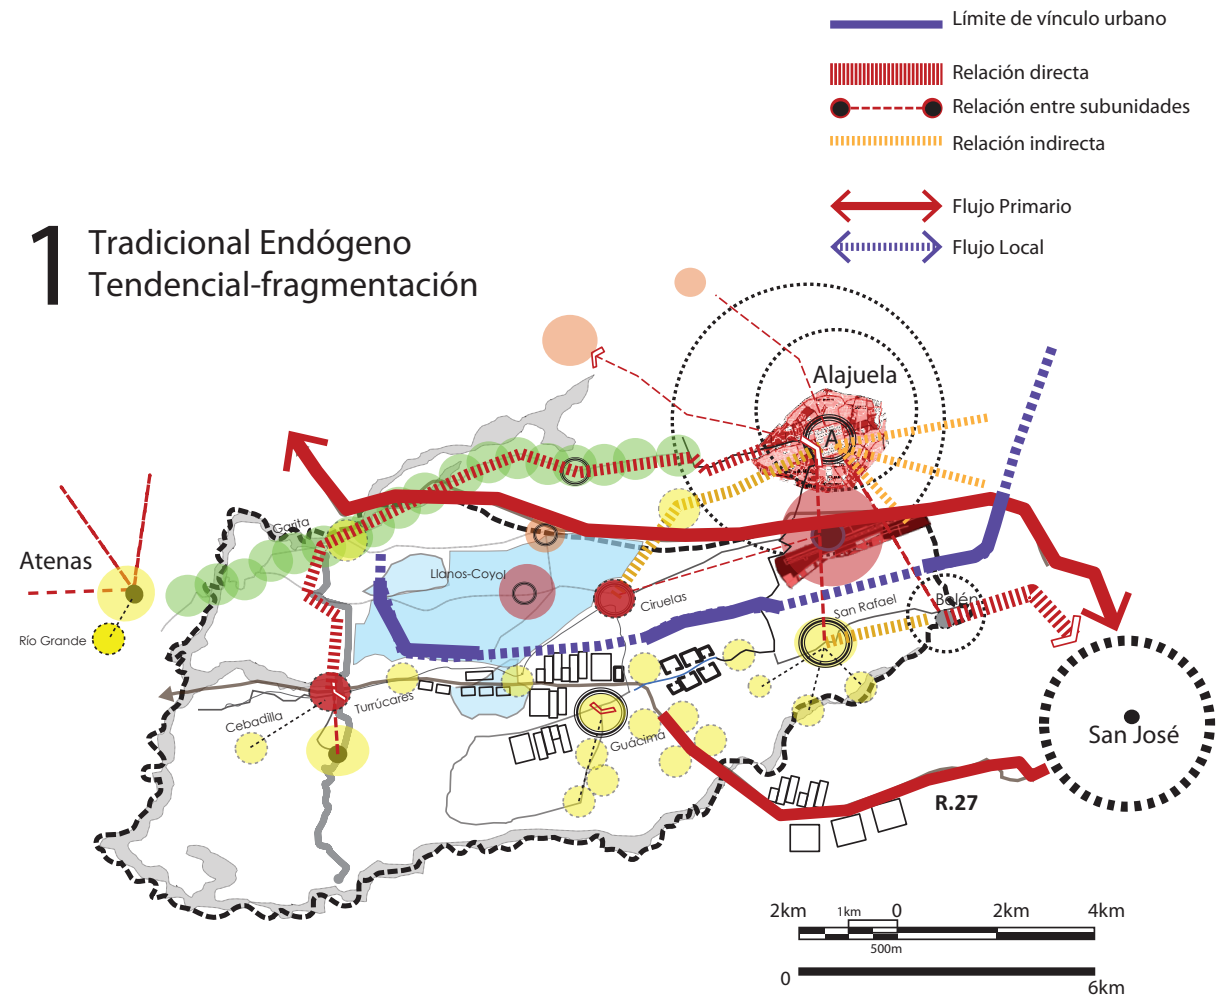 Límite de vínculo urbano
Relación directa
Relación entre subunidades
Relación indirecta
Flujo Primario
Flujo Local
1
Tradicional Endógeno
Tendencial-fragmentación
Alajuela
A
Garita
Atenas
Llanos-Coyol
Ciruelas
San Rafael
Belén
Río Grande
Turrúcares
Cebadilla
Guácima
San José
R.27
2km
1km
0
2km
4km
500m
0
6km